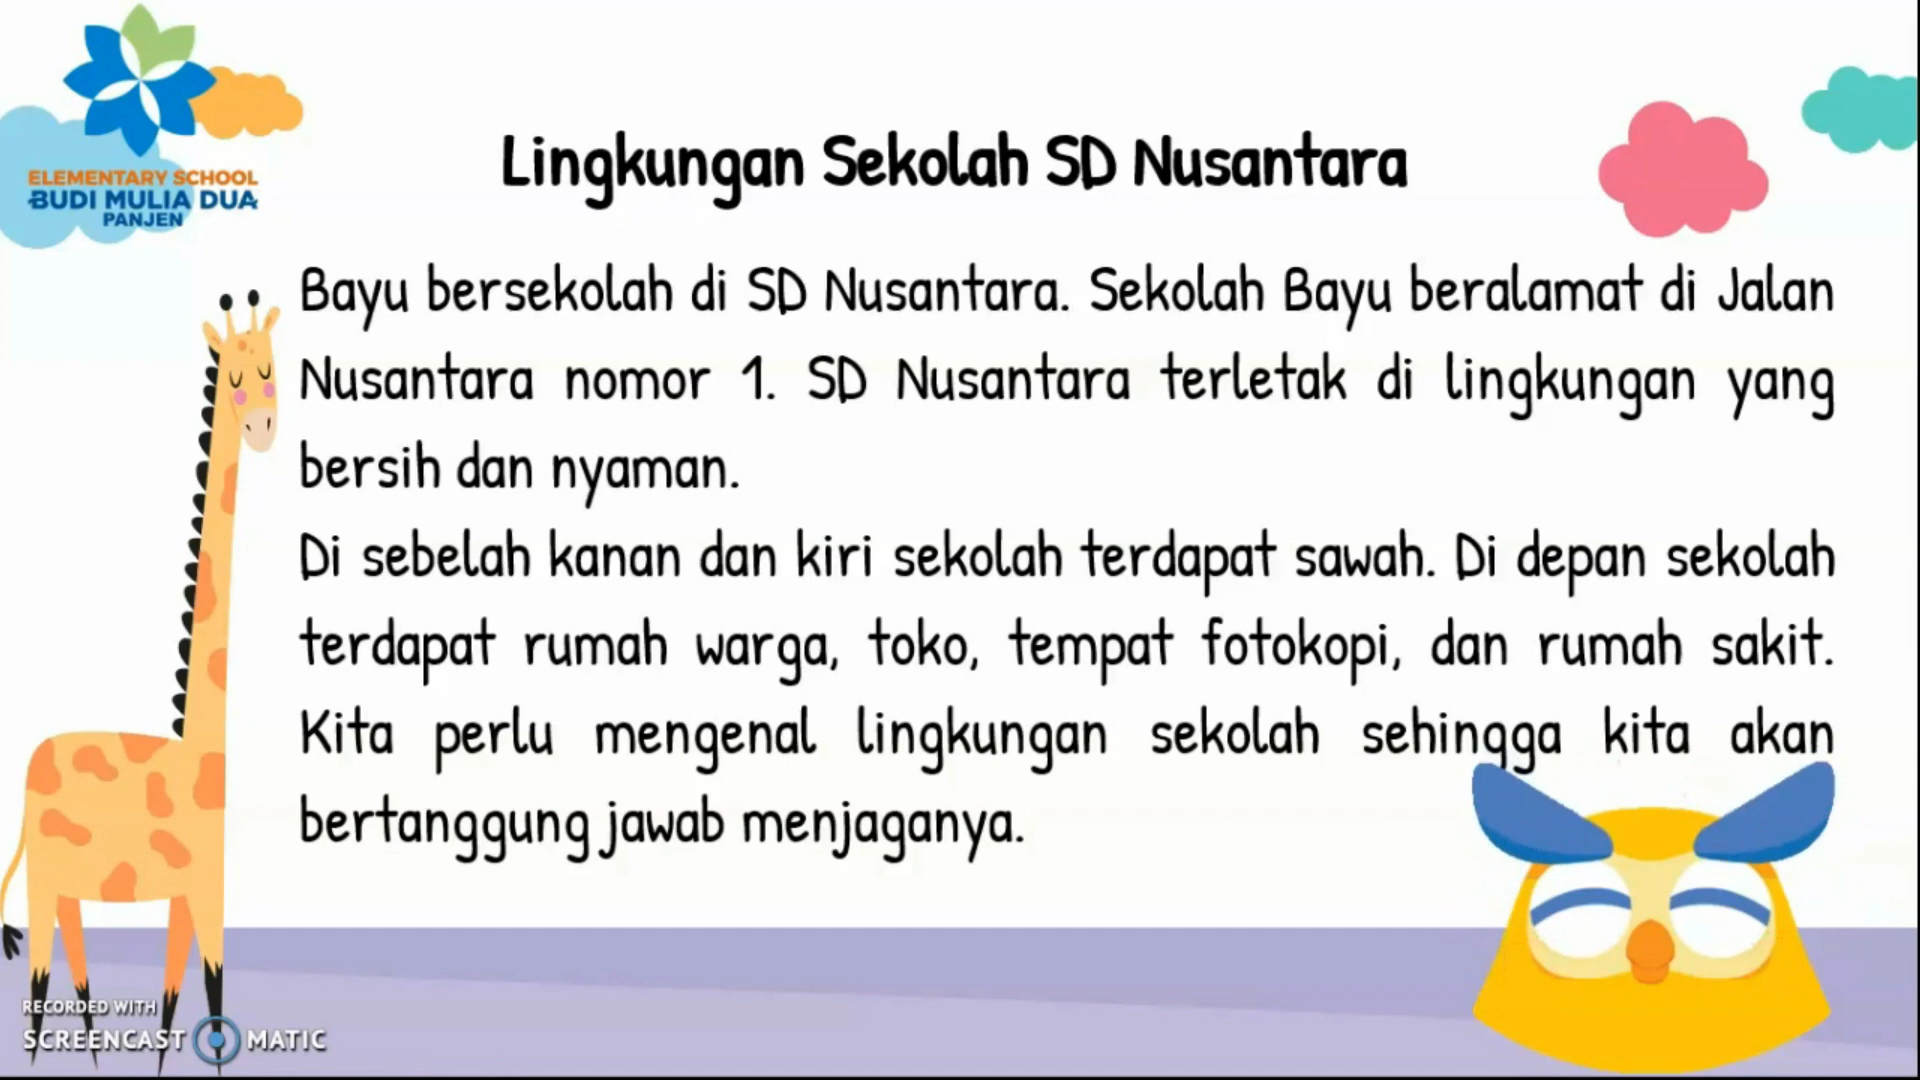 ELEMENTARY SCHOOL
BUDI MULIA DUA
PANJEN
Lingkungan Sekolah SD Nusantara
Bayu bersekolah di SD Nusantara. Sekolah Bayu beralamat di Jalan
Nusantara nomor 1. SD Nusantara terletak di lingkungan yang
bersih dan nyaman.
Di sebelah kanan dan kiri sekolah terdapat sawah. Di depan sekolah
terdapat rumah warga, toko, tempat fotokopi, dan rumah sakit.
Kita perlu mengenal lingkungan sekolah sehingga kita akan
bertanggung jawab menjaganya.
RECORDED WITH
SCREENCAST MATIC